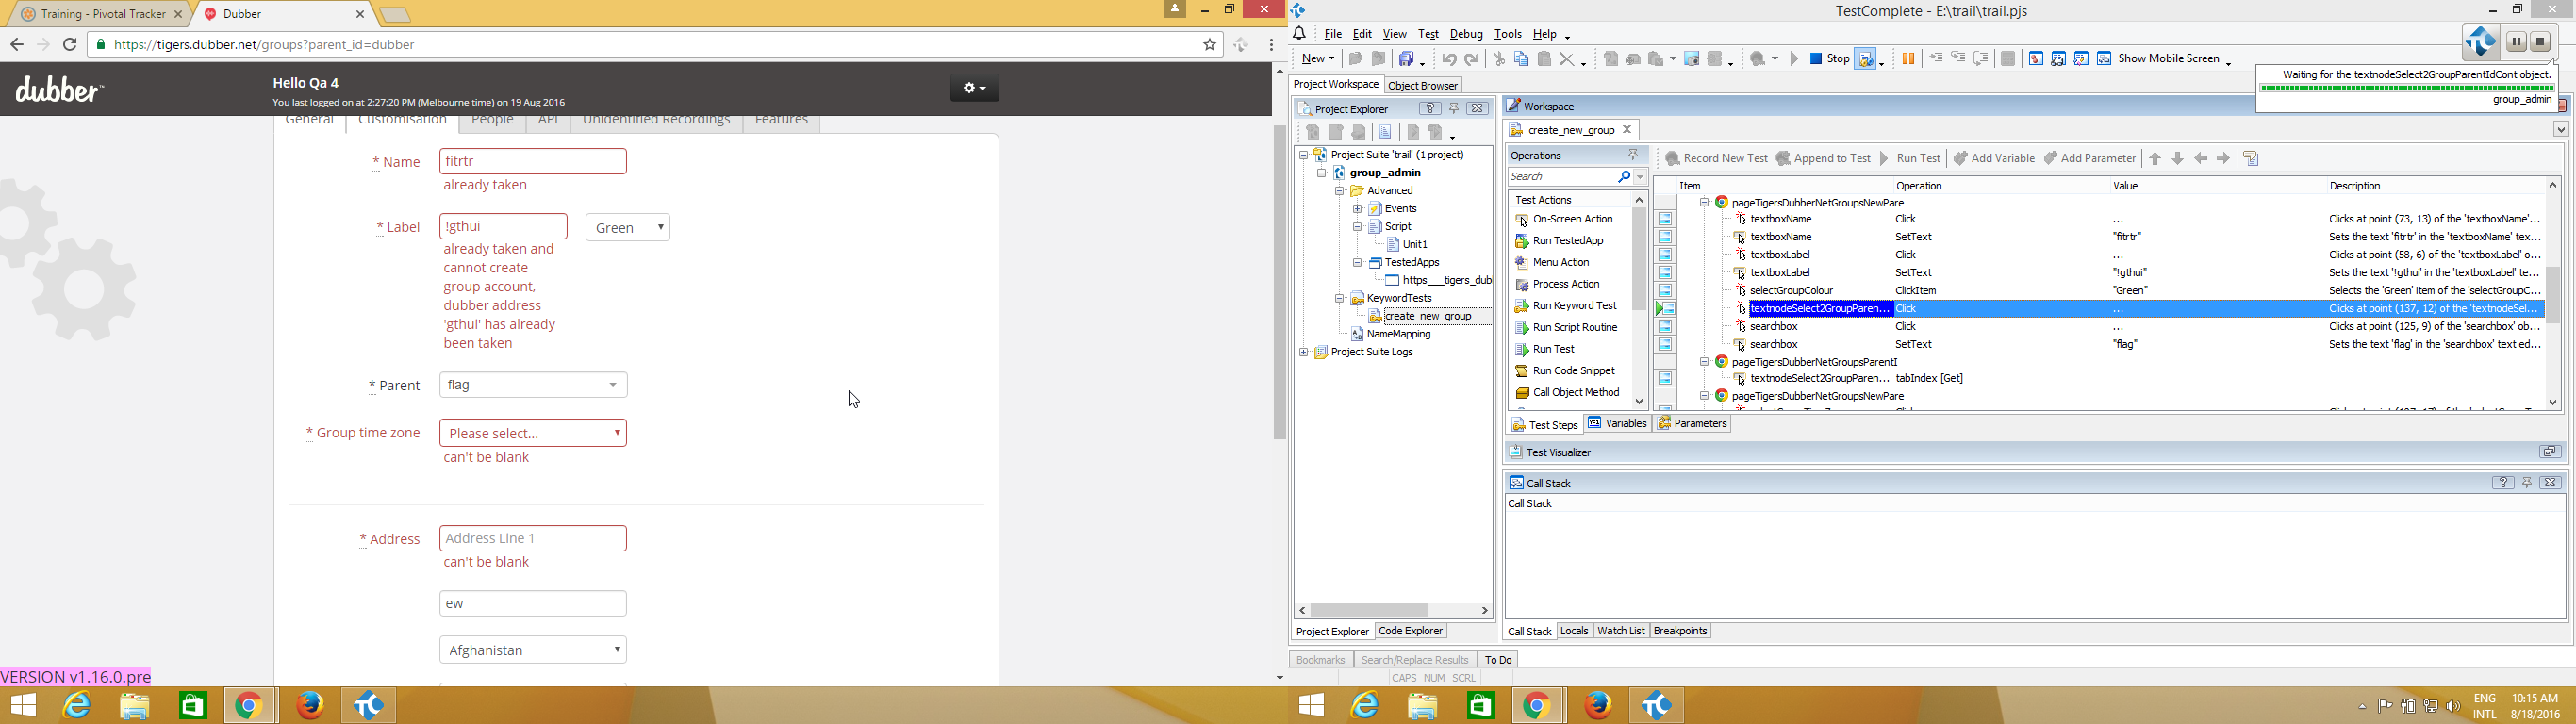 Training - Pivotal Tracker
Dubber
https://tigers.dubber.net/groups?parent_id=dubber
dubber
Hello Qa 4
You last logged on at 2:27:20 PM (Melbourne time) on 19 Aug 2016
General
Customisation
People
API
Unidentified Recordings
Features
* Name
fitrtr
already taken
* Label
!gthui
Green
already taken and
cannot create
group account,
dubber address
'gthui' has already
been taken
* Parent
flag
* Group time zone
Please select...
can't be blank
* Address
Address Line 1
can't be blank
ew
Afghanistan
VERSION v1.16.0.pre
TestComplete - E:\trail\trail.pjs
File Edit View Test Debug Tools Help
New
Stop
Show Mobile Screen
Waiting for the textnodeSelect2GroupParentIdCont object.
group_admin
Project Workspace
Object Browser
Project Explorer
Project Suite 'trail' (1 project)
group_admin
Advanced
Events
Script
Unit1
TestedApps
https___tigers_dub
KeywordTests
create_new_group
NameMapping
Project Suite Logs
Project Explorer
Code Explorer
Workspace
create_new_group
Operations
Search
Test Actions
On-Screen Action
Run TestedApp
Menu Action
Process Action
Run Keyword Test
Run Script Routine
Run Test
Run Code Snippet
Call Object Method
Record New Test
Append to Test
Run Test
Add Variable
Add Parameter
Item Operation Value Description
pageTigersDubberNetGroupsNewPare
textboxName Click ... Clicks at point (73, 13) of the 'textboxName'...
textboxName SetText "fitrtr" Sets the text 'fitrtr' in the 'textboxName' tex...
textboxLabel Click ... Clicks at point (58, 6) of the 'textboxLabel' o...
textboxLabel SetText "!gthui" Sets the text '!gthui' in the 'textboxLabel' te...
selectGroupColour ClickItem "Green" Selects the 'Green' item of the 'selectGroupC...
textnodeSelect2GroupParen... Click ... Clicks at point (137, 12) of the 'textnodeSel...
searchbox Click ... Clicks at point (125, 9) of the 'searchbox' ob...
searchbox SetText "flag" Sets the text 'flag' in the 'searchbox' text ed...
pageTigersDubberNetGroupsParentI
textnodeSelect2GroupParen... tabIndex [Get]
pageTigersDubberNetGroupsNewPare
Test Steps
Variables
Parameters
Test Visualizer
Call Stack
Call Stack
Call Stack
Locals
Watch List
Breakpoints
Bookmarks
Search/Replace Results
To Do
CAPS NUM SCRL
ENG
INTL
10:15 AM
8/18/2016